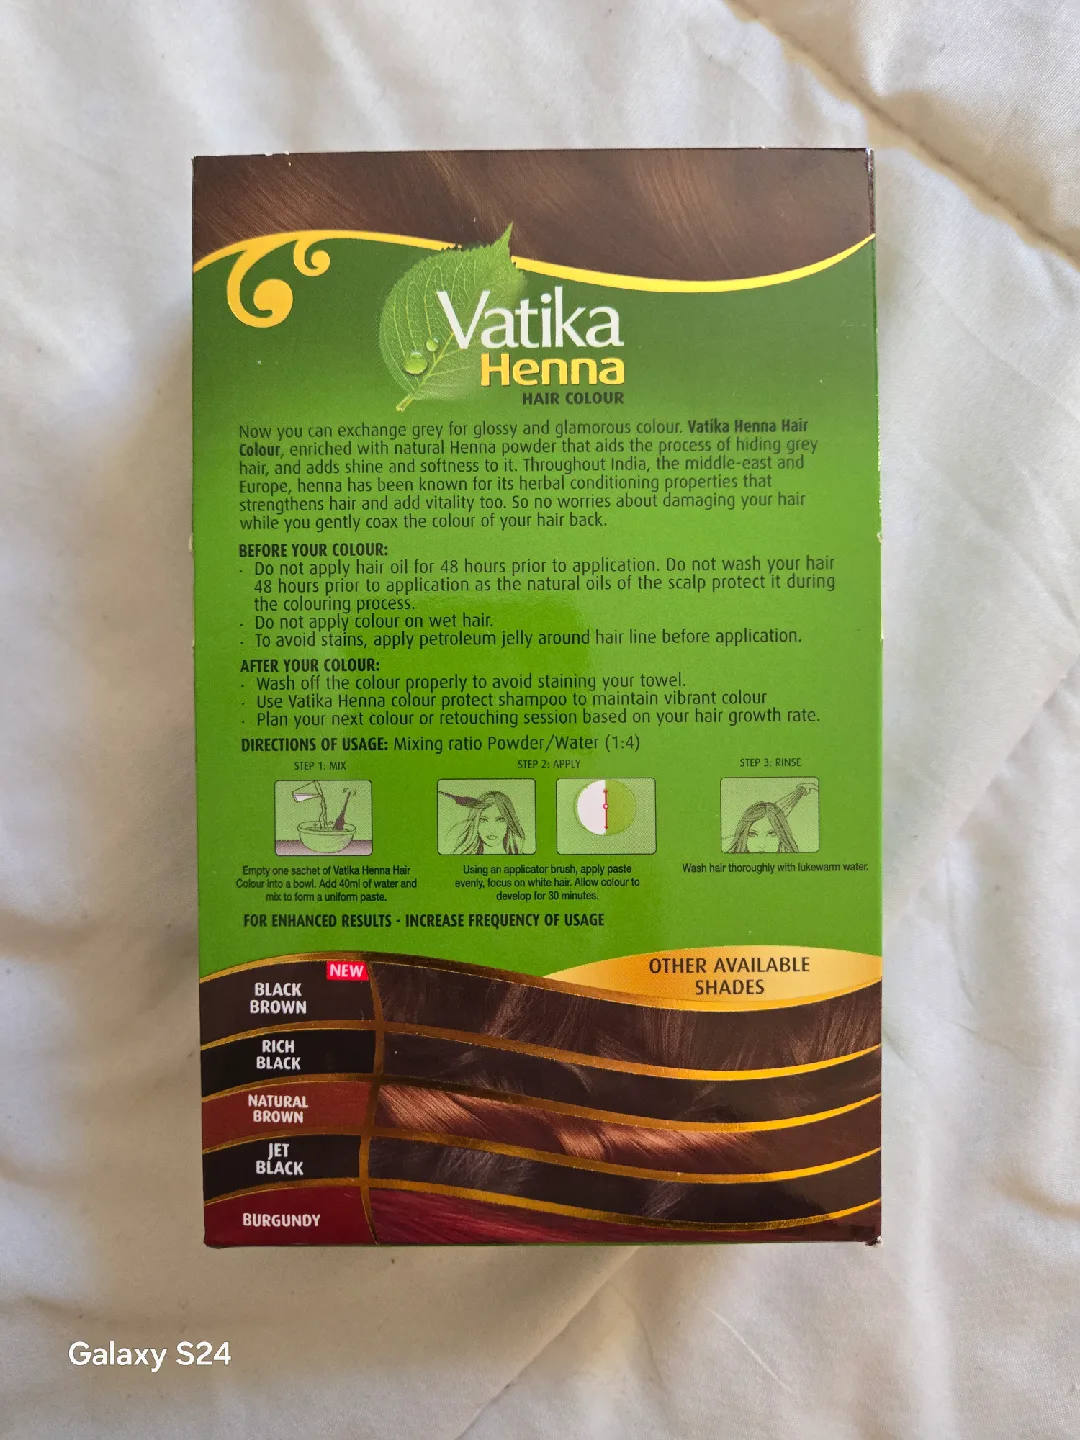 Vatika
Henna
HAIR COLOUR
Now you can exchange grey for glossy and glamorous colour. Vatika Henna Hair
Colour, enriched with natural Henna powder that aids the process of hiding grey
hair, and adds shine and softness to it. Throughout India, the middle-east and
Europe, henna has been known for its herbal conditioning properties that
strengthens hair and add vitality too. So no worries about damaging your hair
while you gently coax the colour of your hair back.
BEFORE YOUR COLOUR:
· Do not apply hair oil for 48 hours prior to application. Do not wash your hair
48 hours prior to application as the natural oils of the scalp protect it during
the colouring process.
· Do not apply colour on wet hair.
· To avoid stains, apply petroleum jelly around hair line before application.
AFTER YOUR COLOUR:
· Wash off the colour properly to avoid staining your towel.
· Use Vatika Henna colour protect shampoo to maintain vibrant colour
· Plan your next colour or retouching session based on your hair growth rate.
DIRECTIONS OF USAGE: Mixing ratio Powder/Water (1:4)
STEP 1: MIX
Empty one sachet of Vatika Henna Hair
Colour into a bowl. Add 40ml of water and
mix to form a uniform paste.
STEP 2: APPLY
Using an applicator brush, apply paste
evenly, focus on white hair. Allow colour to
develop for 30 minutes.
STEP 3: RINSE
Wash hair thoroughly with lukewarm water.
FOR ENHANCED RESULTS - INCREASE FREQUENCY OF USAGE
OTHER AVAILABLE
SHADES
NEW
BLACK
BROWN
RICH
BLACK
NATURAL
BROWN
JET
BLACK
BURGUNDY
Galaxy S24